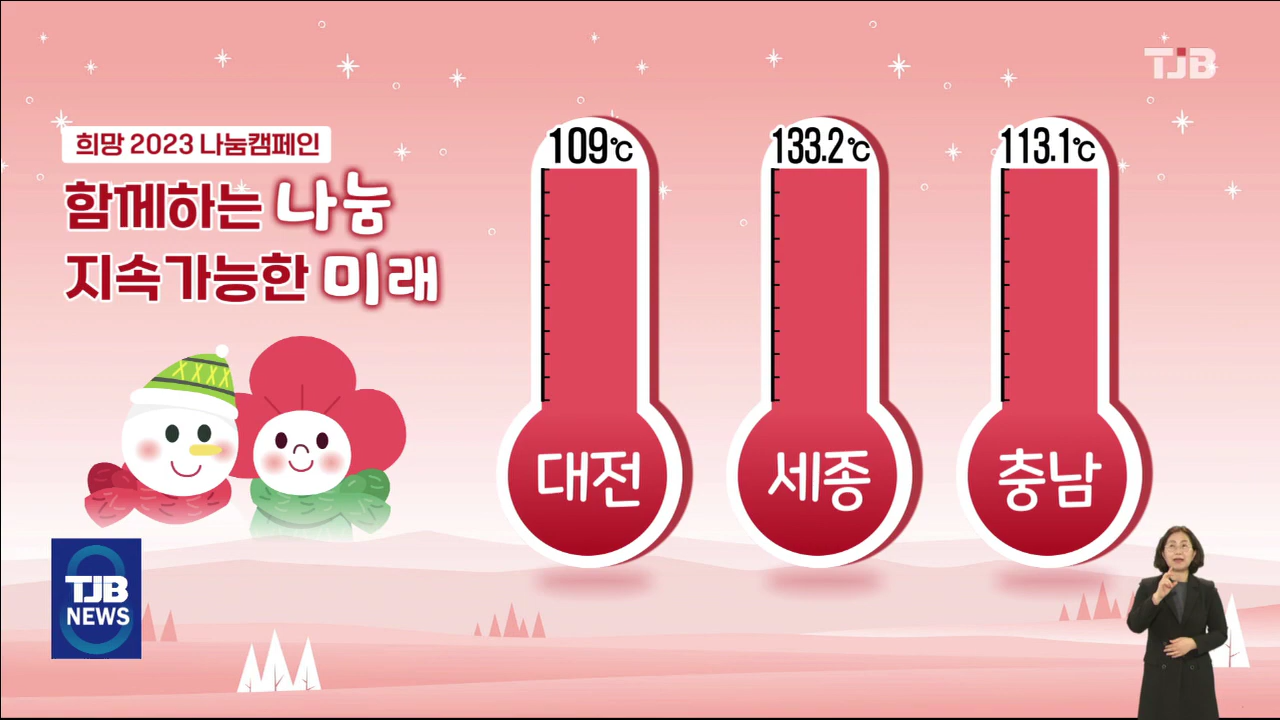 TJB
희망 2023 나눔캠페인
함께하는 나눔
지속가능한 미래
109℃
133.2℃
113.1℃
대전
세종
충남
8
TJB
NEWS